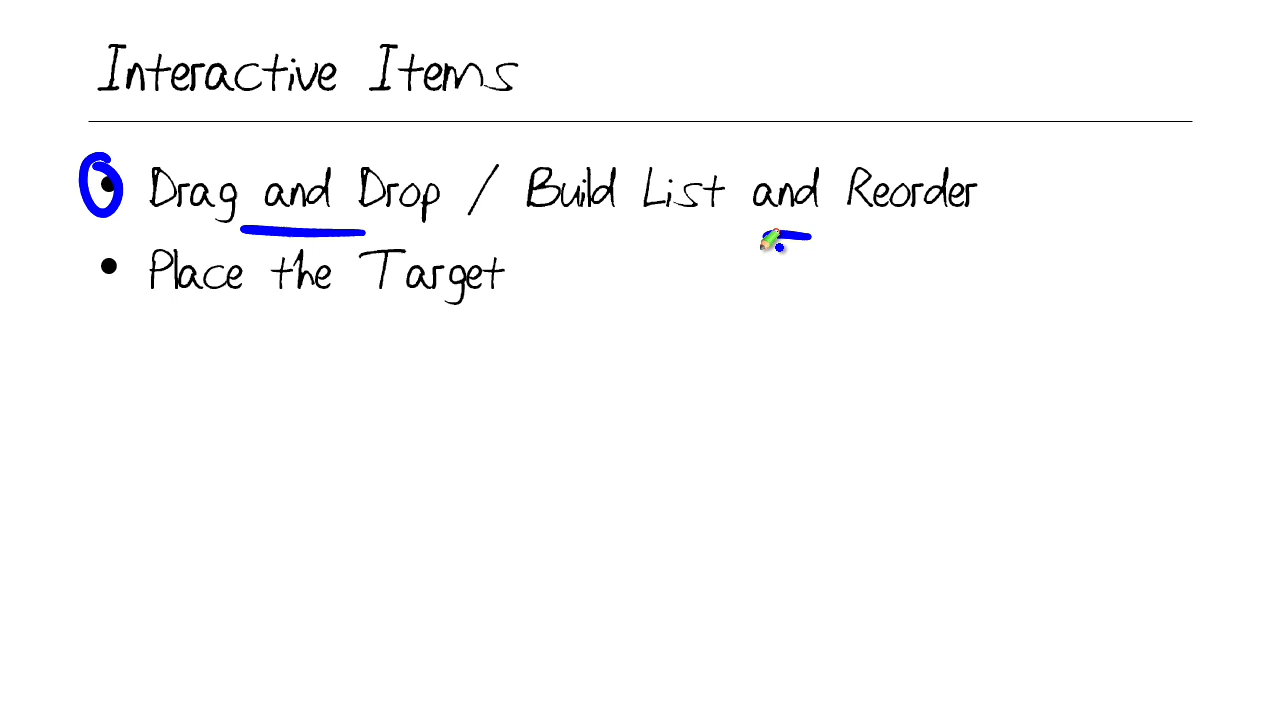 Interactive Items
• Drag and Drop / Build List and Reorder
• Place the Target